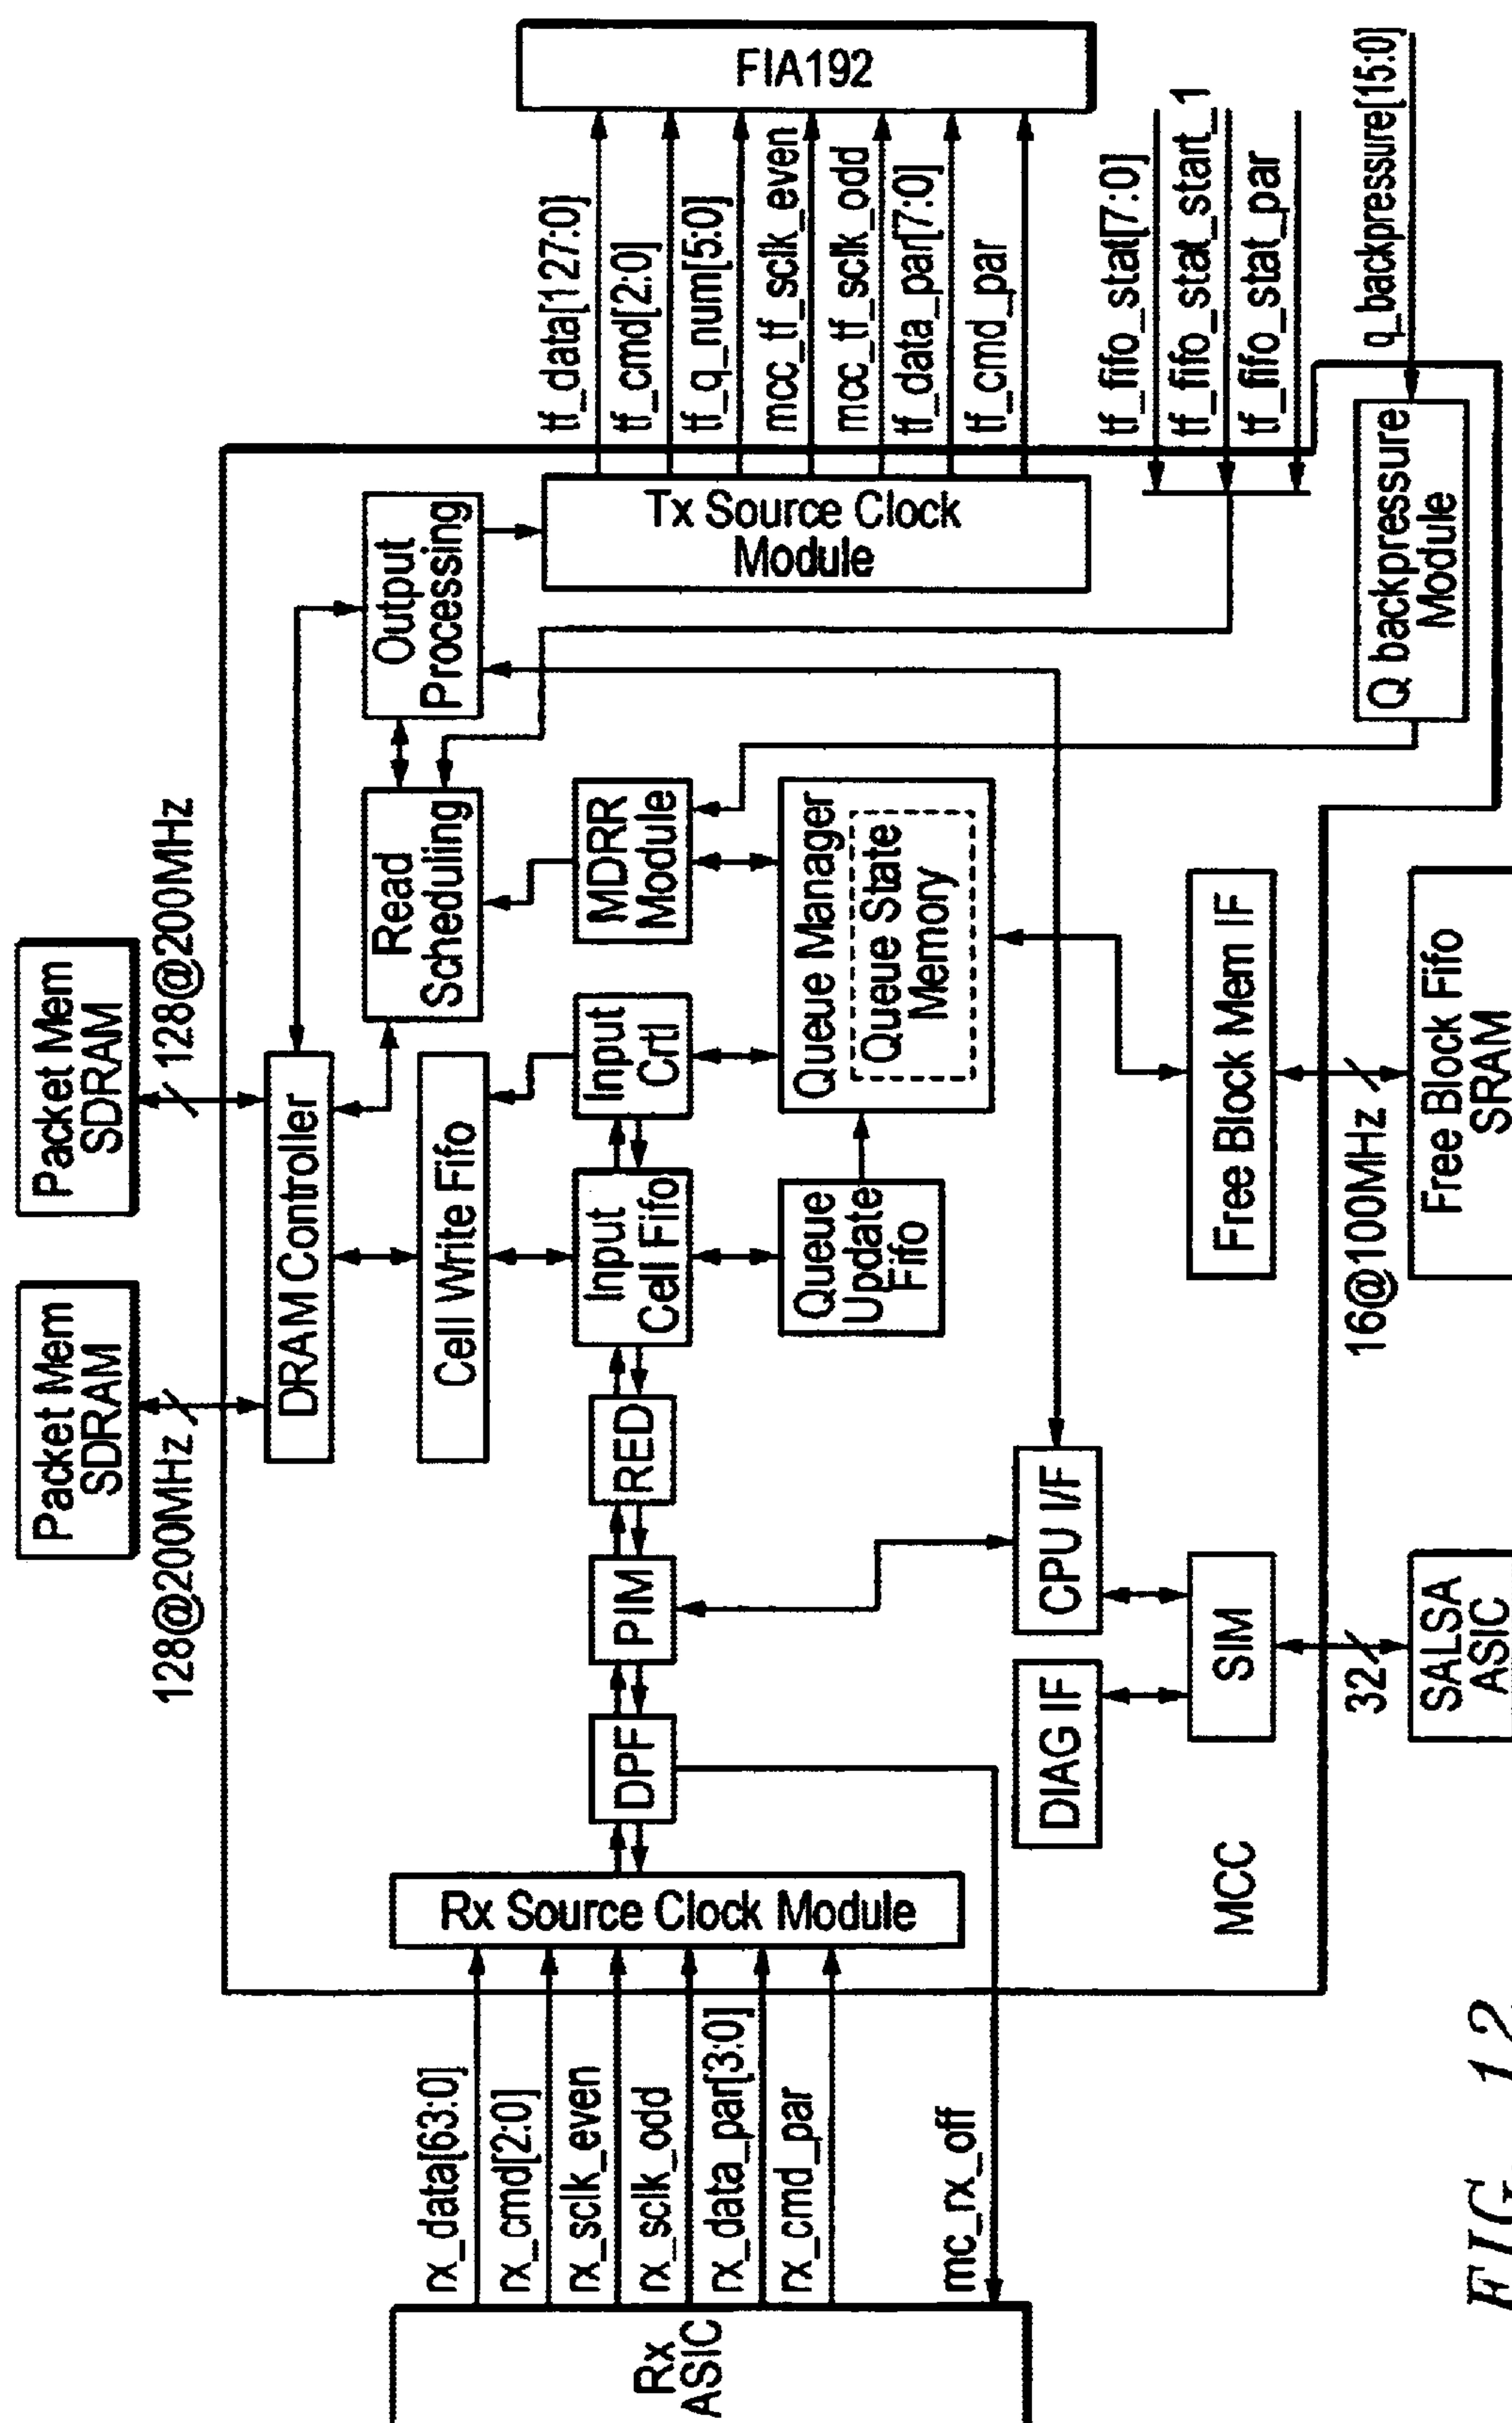 Packet Mem
SDRAM
Packet Mem
SDRAM
128@200MHz
128@200MHz
DRAM Controller
Cell Write Fifo
Read
Scheduling
Output
Processing
Rx
ASIC
rx_data[63:0]
rx_cmd[2:0]
rx_sclk_even
rx_sclk_odd
rx_data_par[3:0]
rx_cmd_par
mc_rx_off
Rx Source Clock Module
DPF
PIM
RED
Input
Cell Fifo
Input
Crtl
MDRR
Module
Queue
Update
Fifo
Queue Manager
Queue State
Memory
Tx Source Clock
Module
tf_data[127:0]
tf_cmd[2:0]
tf_q_num[5:0]
mcc_tf_sclk_even
mcc_tf_sclk_odd
tf_data_par[7:0]
tf_cmd_par
FIA192
tf_fifo_stat[7:0]
tf_fifo_stat_start_1
tf_fifo_stat_par
q_backpressure[15:0]
Q backpressure
Module
DIAG IF
CPU I/F
SIM
MCC
Free Block Mem IF
32
16@100MHz
SALSA
ASIC
Free Block Fifo
SRAM
FIG. 12